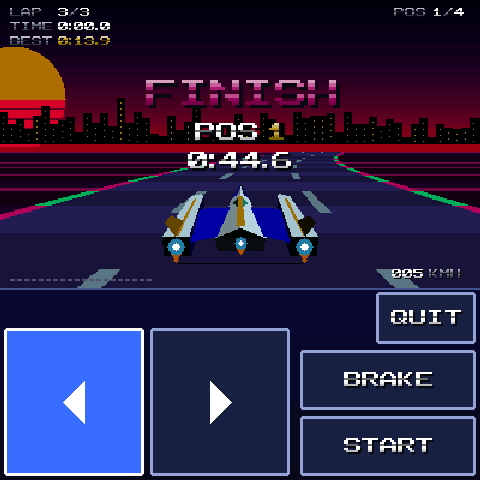 LAP 3/3
POS 1/4
TIME 0:00.0
BEST 0:13.9
FINISH
POS 1
0:44.6
005 KMH
QUIT
BRAKE
START